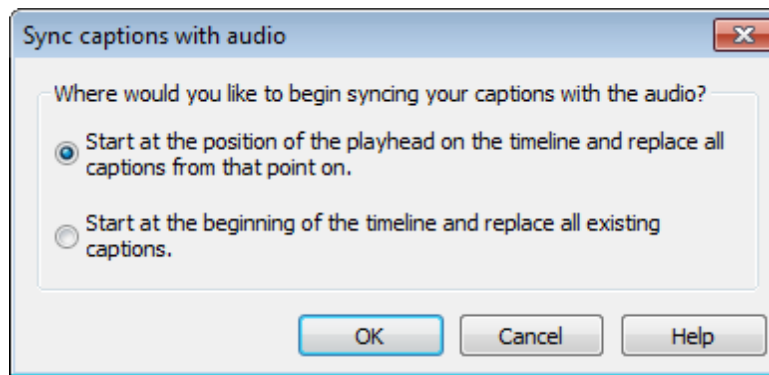 Sync captions with audio
Where would you like to begin syncing your captions with the audio?
Start at the position of the playhead on the timeline and replace all
captions from that point on.
Start at the beginning of the timeline and replace all existing
captions.
OK Cancel Help